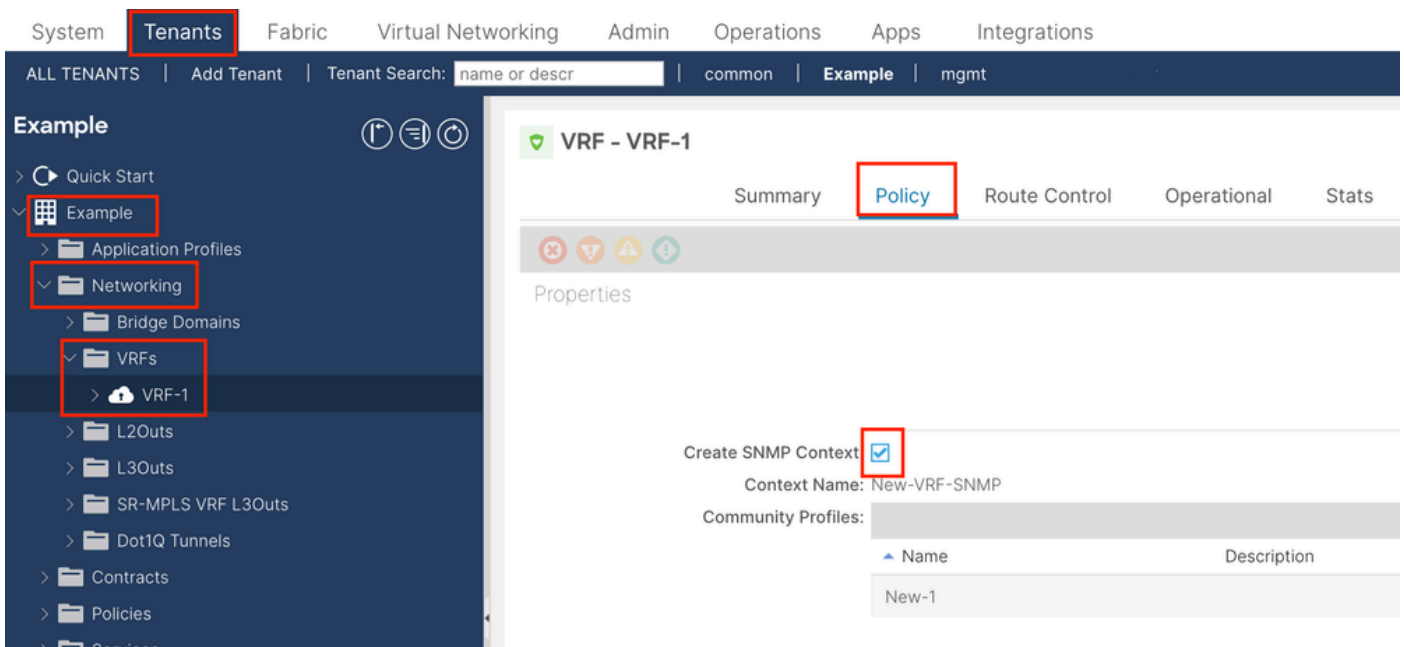 System Tenants Fabric Virtual Networking Admin Operations Apps Integrations
ALL TENANTS | Add Tenant | Tenant Search: name or descr | common | Example | mgmt
Example
Quick Start
Example
Application Profiles
Networking
Bridge Domains
VRFs
VRF-1
L2Outs
L3Outs
SR-MPLS VRF L3Outs
Dot1Q Tunnels
Contracts
Policies
VRF - VRF-1
Summary Policy Route Control Operational Stats
Properties
Create SNMP Context
Context Name: New-VRF-SNMP
Community Profiles:
Name Description
New-1